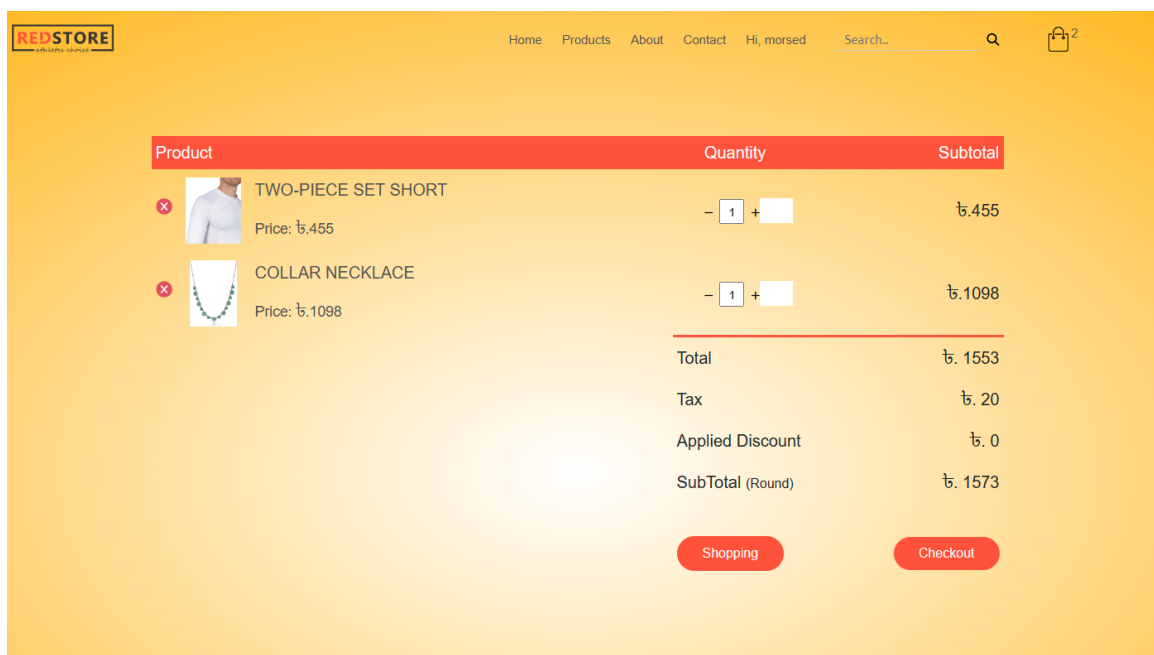 REDSTORE
athletes choice
Home Products About Contact Hi, morsed Search.. 2
Product Quantity Subtotal
TWO-PIECE SET SHORT
Price: ৳.455
− 1 + ৳.455
COLLAR NECKLACE
Price: ৳.1098
− 1 + ৳.1098
Total ৳. 1553
Tax ৳. 20
Applied Discount ৳. 0
SubTotal (Round) ৳. 1573
Shopping Checkout